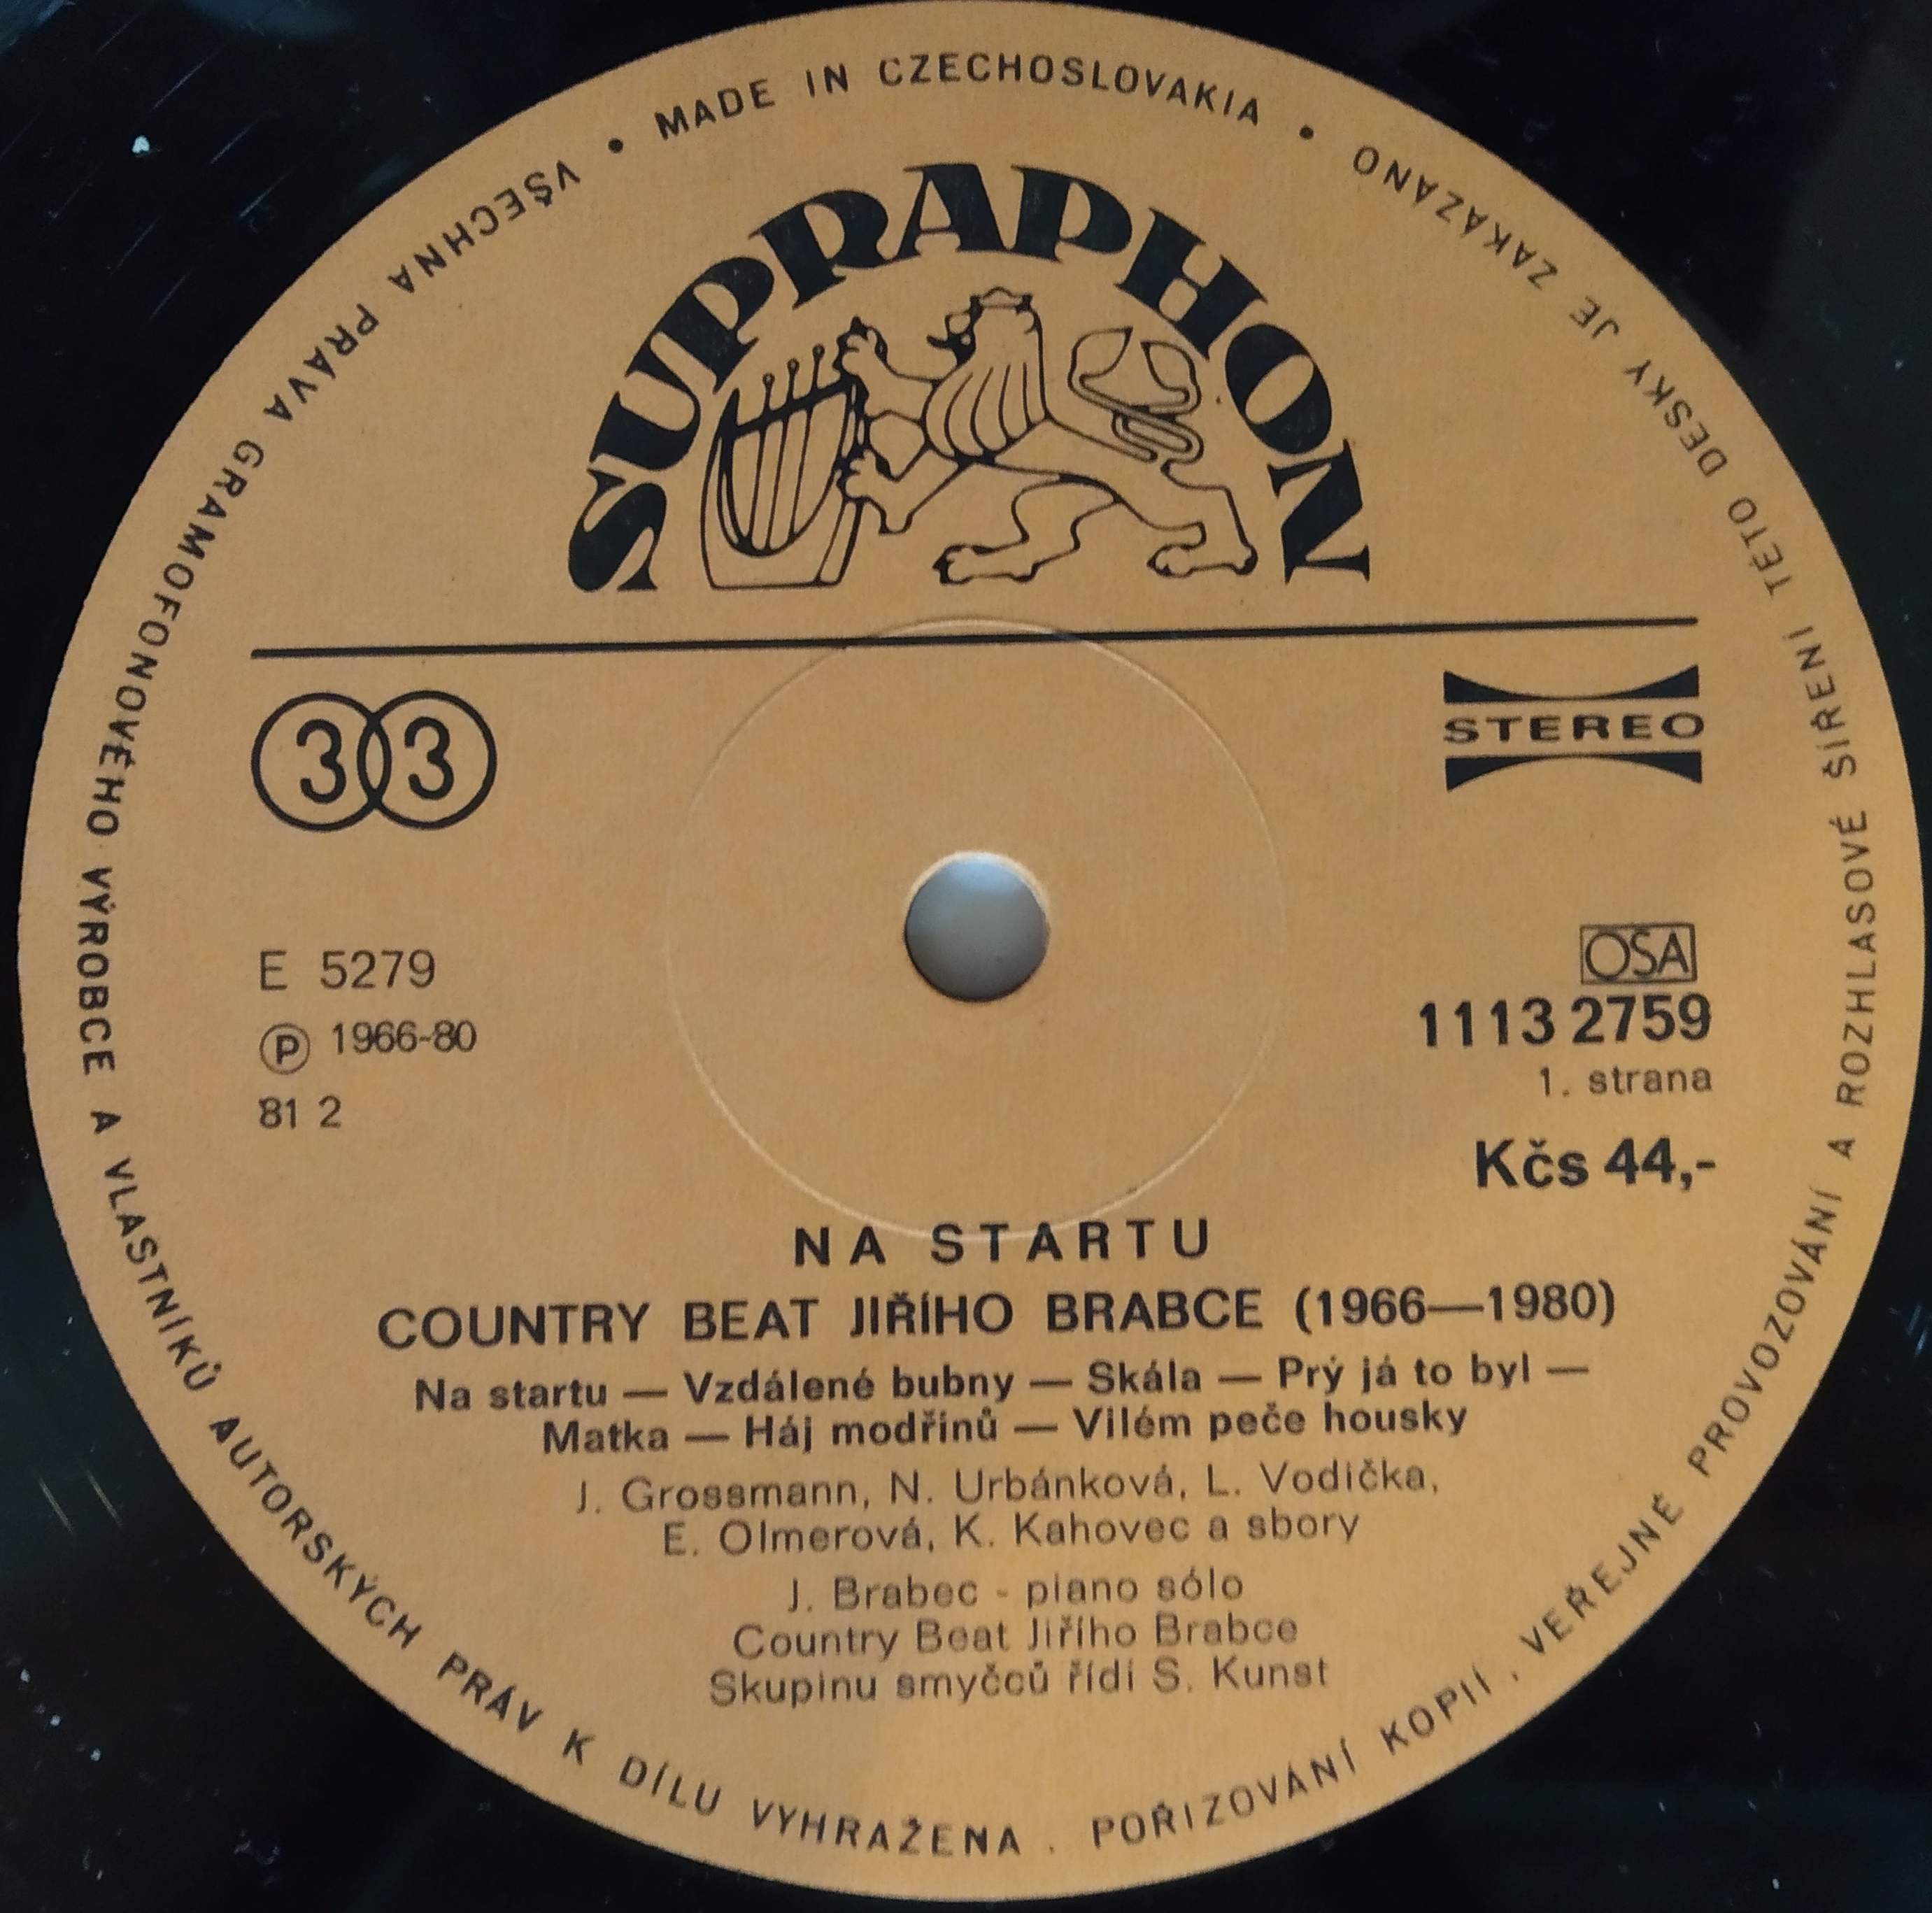 • MADE IN CZECHOSLOVAKIA •
VŠECHNA PRÁVA GRAMOFONOVÉHO VÝROBCE A VLASTNÍKŮ AUTORSKÝCH PRÁV K DÍLU VYHRAŽENA . POŘIZOVÁNÍ KOPIÍ , VEŘEJNÉ PROVOZOVÁNÍ A ROZHLASOVÉ ŠÍŘENÍ TÉTO DESKY JE ZAKÁZÁNO
SUPRAPHON
33
STEREO
E 5279
Ⓟ 1966-80
81 2
OSA
1113 2759
1. strana
Kčs 44,-
NA STARTU
COUNTRY BEAT JIŘÍHO BRABCE (1966—1980)
Na startu — Vzdálené bubny — Skála — Prý já to byl —
Matka — Háj modřínů — Vilém peče housky
J. Grossmann, N. Urbánková, L. Vodička,
E. Olmerová, K. Kahovec a sbory
J. Brabec - piano sólo
Country Beat Jiřího Brabce
Skupinu smyčců řídí S. Kunst